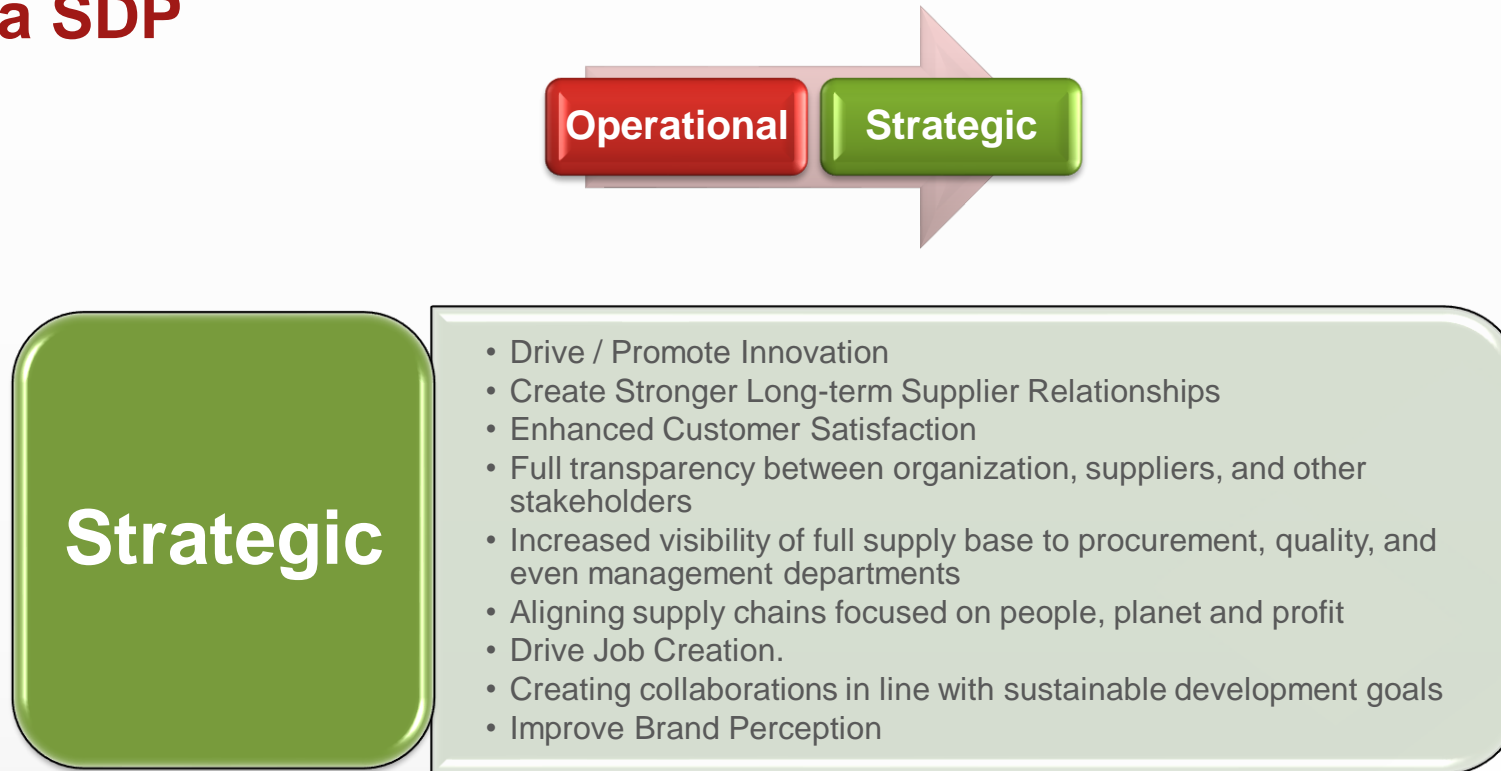 a SDP
Operational
Strategic
Strategic
• Drive / Promote Innovation
• Create Stronger Long-term Supplier Relationships
• Enhanced Customer Satisfaction
• Full transparency between organization, suppliers, and other
stakeholders
• Increased visibility of full supply base to procurement, quality, and
even management departments
• Aligning supply chains focused on people, planet and profit
• Drive Job Creation.
• Creating collaborations in line with sustainable development goals
• Improve Brand Perception